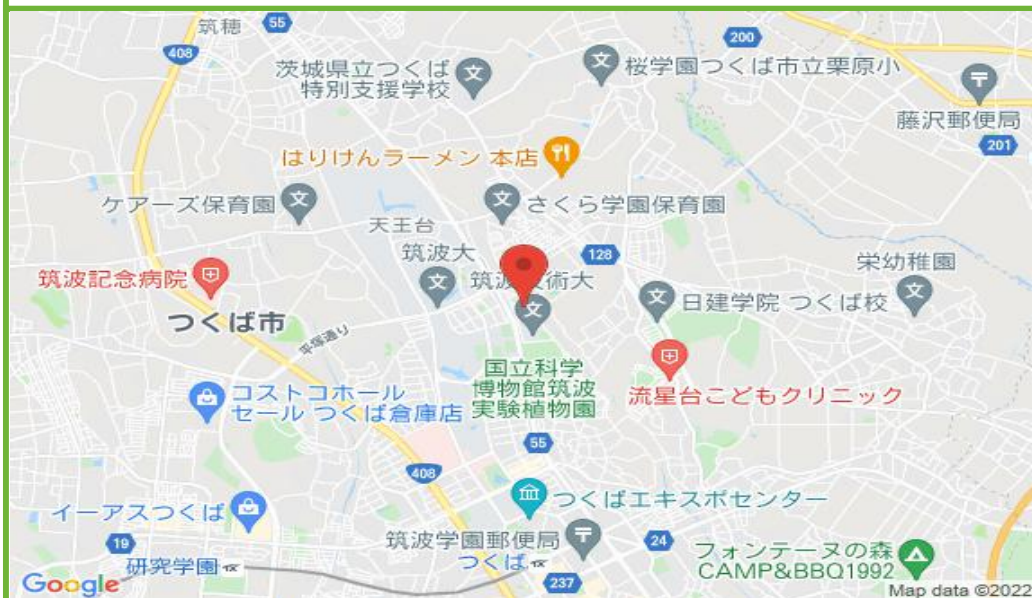 筑穂
55
408
200
茨城県立つくば
特別支援学校
桜学園つくば市立栗原小
藤沢郵便局
201
はりけんラーメン 本店
ケアーズ保育園
さくら学園保育園
天王台
筑波大
128
筑波技術大
栄幼稚園
筑波記念病院
日建学院 つくば校
つくば市
平塚通り
国立科学
博物館筑波
実験植物園
流星台こどもクリニック
コストコホール
セール つくば倉庫店
55
408
イーアスつくば
つくばエキスポセンター
19
研究学園
筑波学園郵便局
つくば
24
237
フォンテーヌの森
CAMP&BBQ1992
Google
Map data ©2022